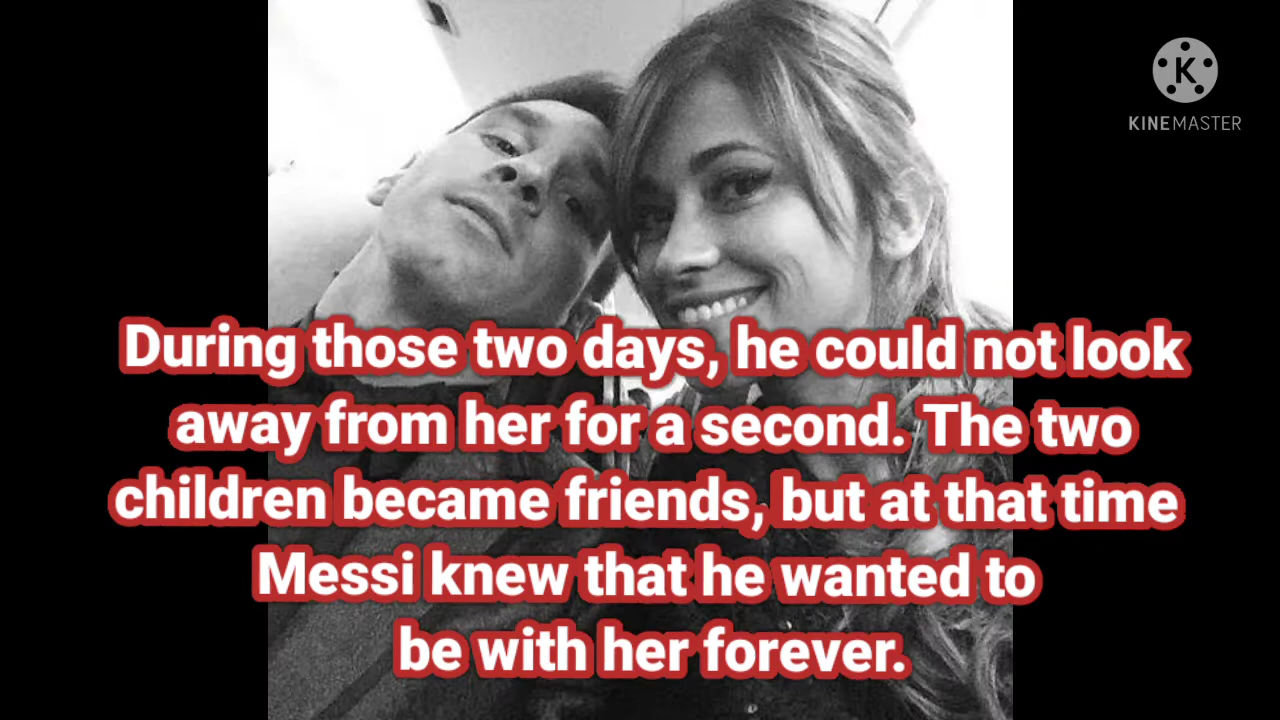 KINEMASTER
During those two days, he could not look
away from her for a second. The two
children became friends, but at that time
Messi knew that he wanted to
be with her forever.